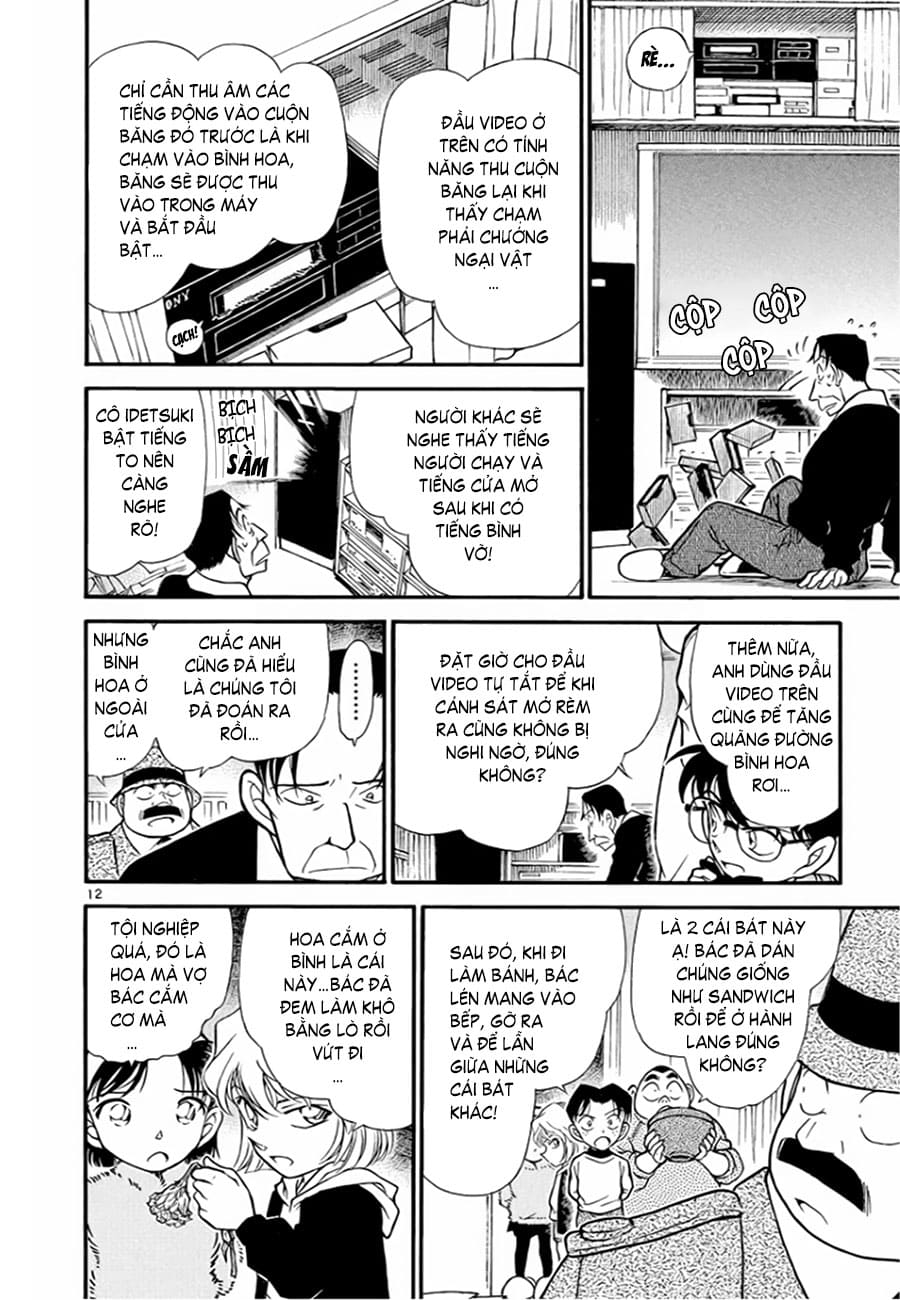 RÈ...
CỘP
CỘP
CỘP
ĐẦU VIDEO Ở
TRÊN CÓ TÍNH
NĂNG THU CUỘN
BĂNG LẠI KHI
THẤY CHẠM
PHẢI CHƯỚNG
NGẠI VẬT
...
CHỈ CẦN THU ÂM CÁC
TIẾNG ĐỘNG VÀO CUỘN
BĂNG ĐÓ TRƯỚC LÀ KHI
CHẠM VÀO BÌNH HOA,
BĂNG SẼ ĐƯỢC THU
VÀO TRONG MÁY
VÀ BẮT ĐẦU
BẬT...
ONY
CẠCH!
NGƯỜI KHÁC SẼ
NGHE THẤY TIẾNG
NGƯỜI CHẠY VÀ
TIẾNG CỬA MỞ
SAU KHI CÓ
TIẾNG BÌNH
VỠ!
BỊCH
BỊCH
SẦM
CÔ IDETSUKI
BẬT TIẾNG
TO NÊN
CÀNG
NGHE
RÕ!
THÊM NỮA,
ANH DÙNG ĐẦU
VIDEO TRÊN
CÙNG ĐỂ TĂNG
QUÃNG ĐƯỜNG
BÌNH HOA
RƠI...
ĐẶT GIỜ CHO ĐẦU
VIDEO TỰ TẮT ĐỂ KHI
CẢNH SÁT MỞ RÈM
RA CŨNG KHÔNG BỊ
NGHI NGỜ, ĐÚNG
KHÔNG?
.........
CHẮC ANH
CŨNG ĐÃ HIỂU
LÀ CHÚNG TÔI
ĐÃ ĐOÁN RA
RỒI...
NHƯNG
BÌNH
HOA Ở
NGOÀI
CỬA
...
12
LÀ 2 CÁI BÁT NÀY
Ạ! BÁC ĐÃ DÁN
CHÚNG GIỐNG
NHƯ SANDWICH
RỒI ĐỂ Ở HÀNH
LANG ĐÚNG
KHÔNG?
SAU ĐÓ, KHI ĐI
LÀM BÁNH, BÁC
LÉN MANG VÀO
BẾP, GỠ RA
VÀ ĐỂ LẪN
GIỮA NHỮNG
CÁI BÁT
KHÁC!
HOA CẮM Ở
BÌNH LÀ CÁI
NÀY...BÁC ĐÃ
ĐEM LÀM KHÔ
BẰNG LÒ RỒI
VỨT ĐI
...
TỘI NGHIỆP
QUÁ, ĐÓ LÀ
HOA MÀ VỢ
BÁC CẮM
CƠ MÀ
...